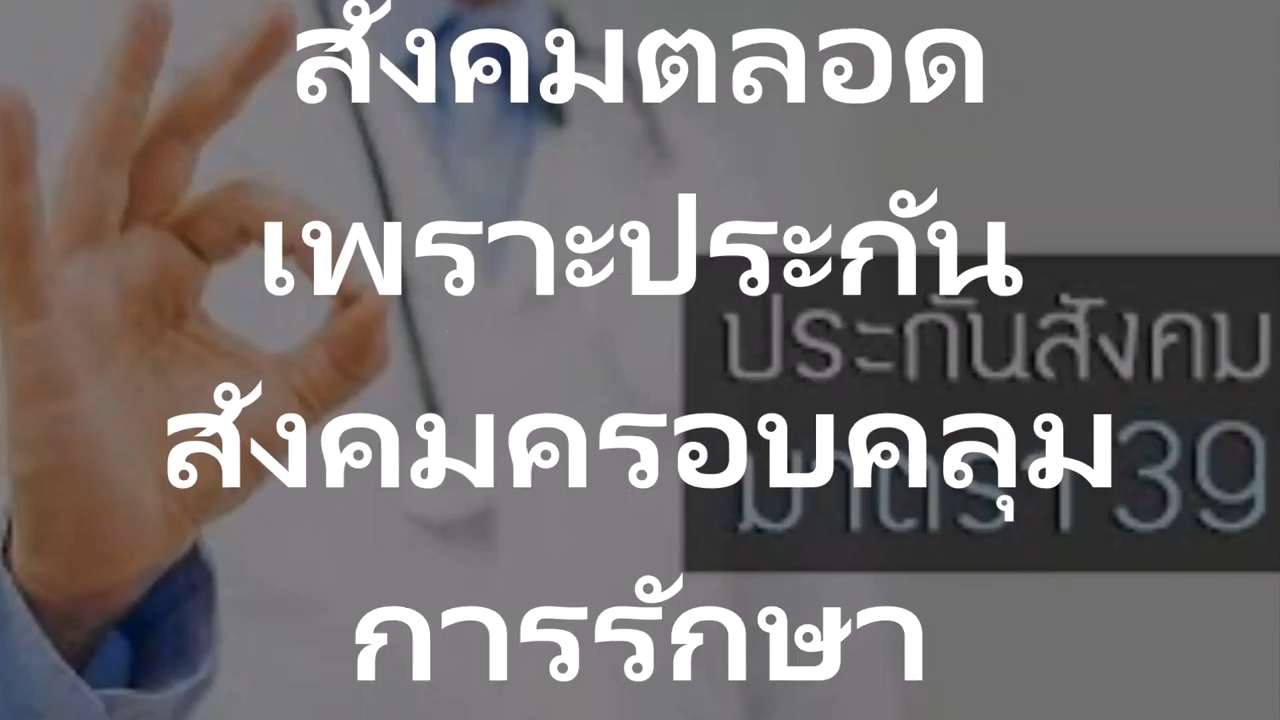 สังคมตลอด
เพราะประกัน
ประกันสังคม
สังคมครอบคลุม
มาตรา 39
การรักษา